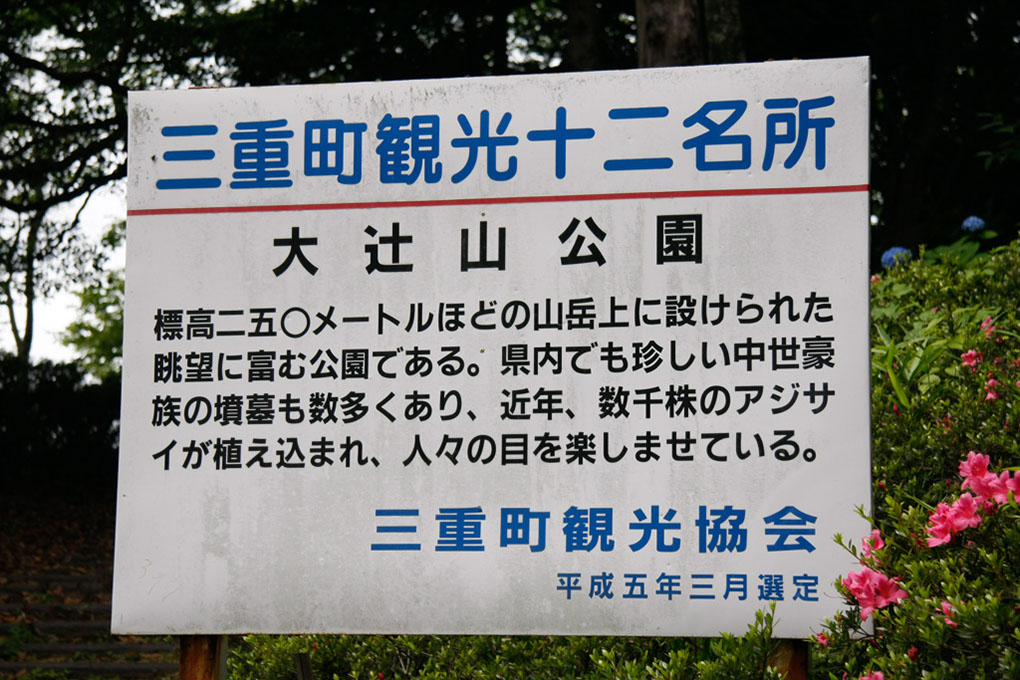 三重町観光十二名所
大辻山公園
標高二五〇メートルほどの山岳上に設けられた
眺望に富む公園である。県内でも珍しい中世豪
族の墳墓も数多くあり、近年、数千株のアジサ
イが植え込まれ、人々の目を楽しませている。
三重町観光協会
平成五年三月選定